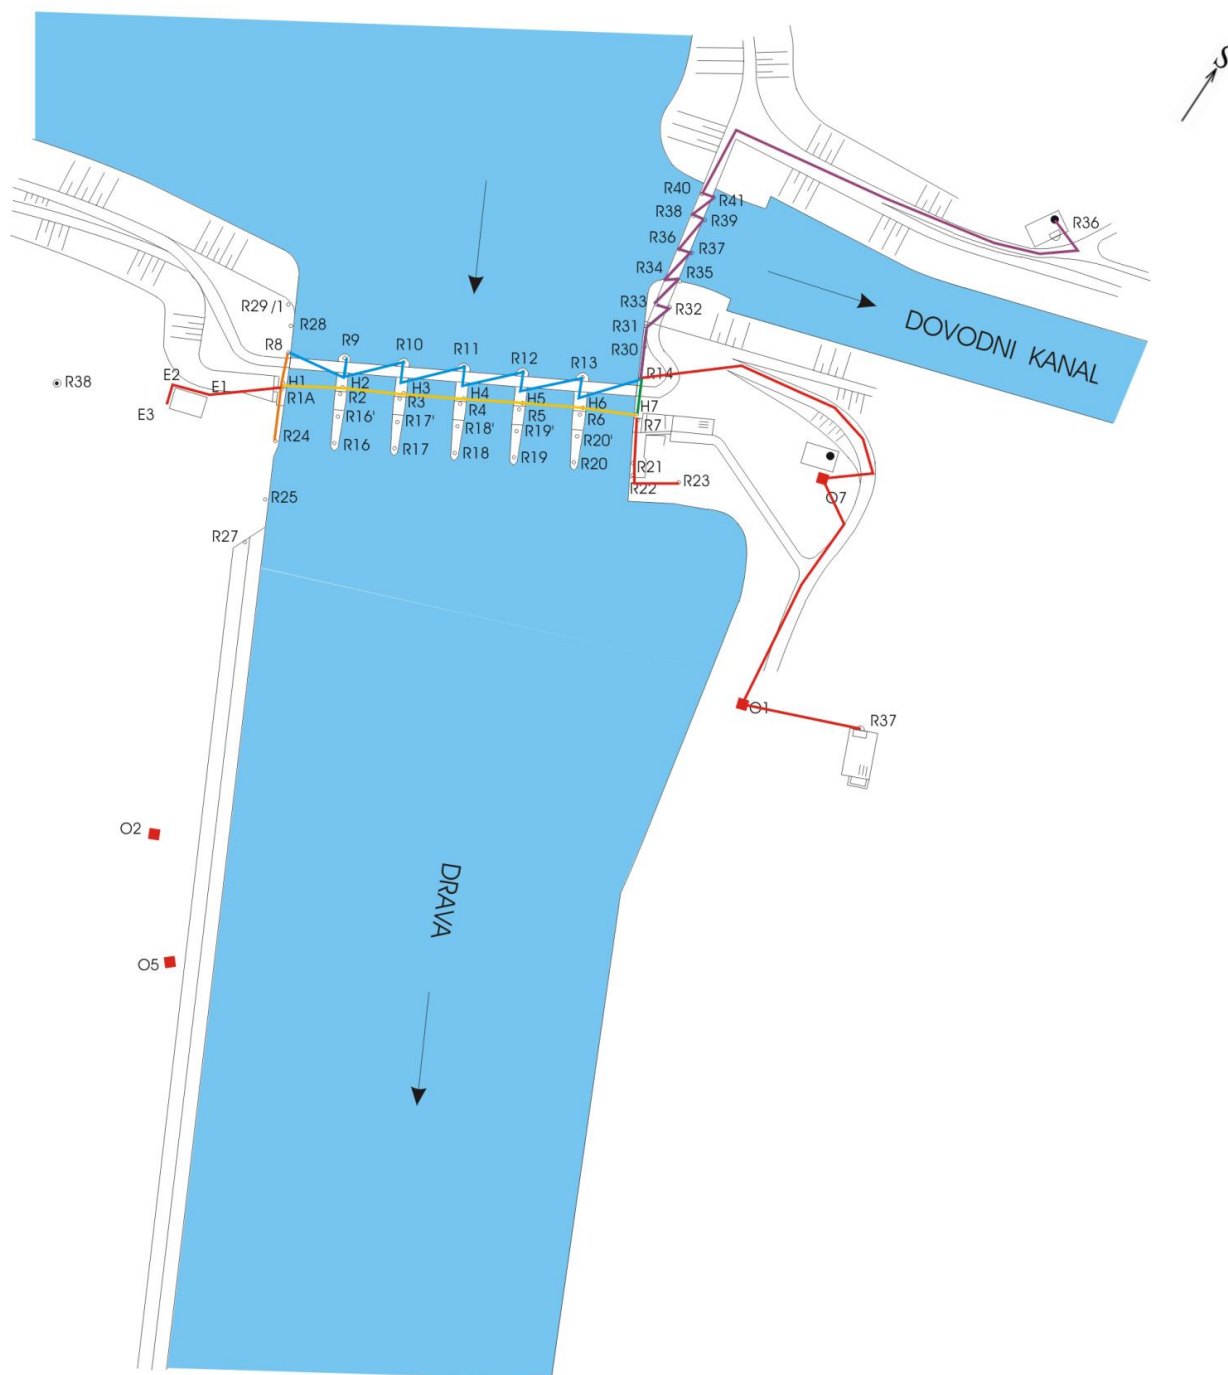 S
R40
R41
R38
R39
R36
R36
R37
R34
R35
R33
R32
R29/1
R28
R31
R30
DOVODNI KANAL
R8
R9
R10
R11
R12
R13
R14
R38
E2
E1
E3
H1
H2
H3
H4
H5
H6
H7
R1A
R2
R3
R4
R5
R6
R7
R16'
R17'
R18'
R19'
R20'
R24
R16
R17
R18
R19
R20
R21
R22
R23
O7
R25
R27
O1
R37
O2
DRAVA
O5